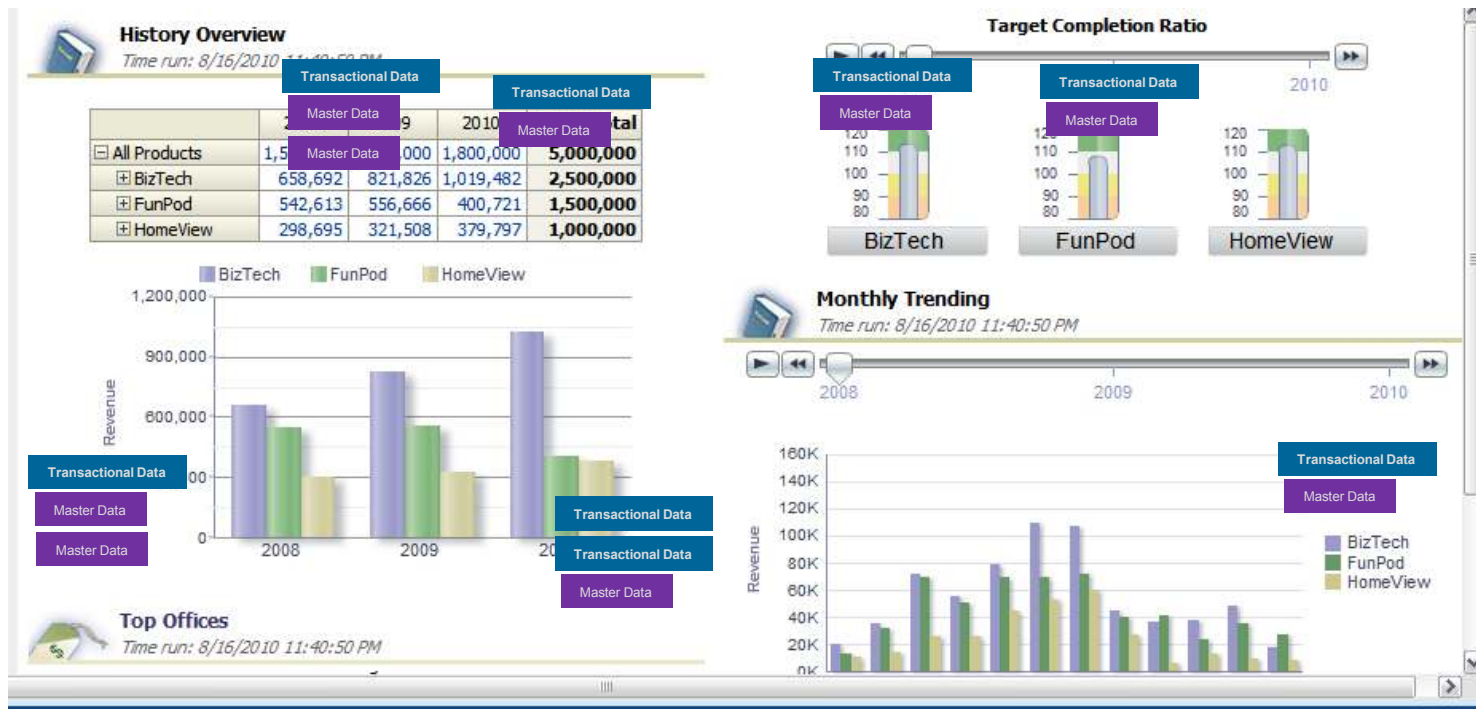 History Overview
Time run: 8/16/2010 11:40:50 PM
Transactional Data
Master Data
Master Data
Transactional Data
Master Data
2010
All Products 1,800,000 5,000,000
BizTech 658,692 821,826 1,019,482 2,500,000
FunPod 542,613 556,666 400,721 1,500,000
HomeView 298,695 321,508 379,797 1,000,000
BizTech FunPod HomeView
1,200,000
900,000
600,000
0
Revenue
2008 2009
Transactional Data
Master Data
Master Data
Transactional Data
Transactional Data
Master Data
Top Offices
Time run: 8/16/2010 11:40:50 PM
Target Completion Ratio
2010
Transactional Data
Master Data
Transactional Data
Master Data
120 120 120
110 110 110
100 100 100
90 90 90
80 80 80
BizTech FunPod HomeView
Monthly Trending
Time run: 8/16/2010 11:40:50 PM
2008 2009 2010
160K
140K
120K
100K
80K
60K
40K
20K
0K
Revenue
Transactional Data
Master Data
BizTech
FunPod
HomeView